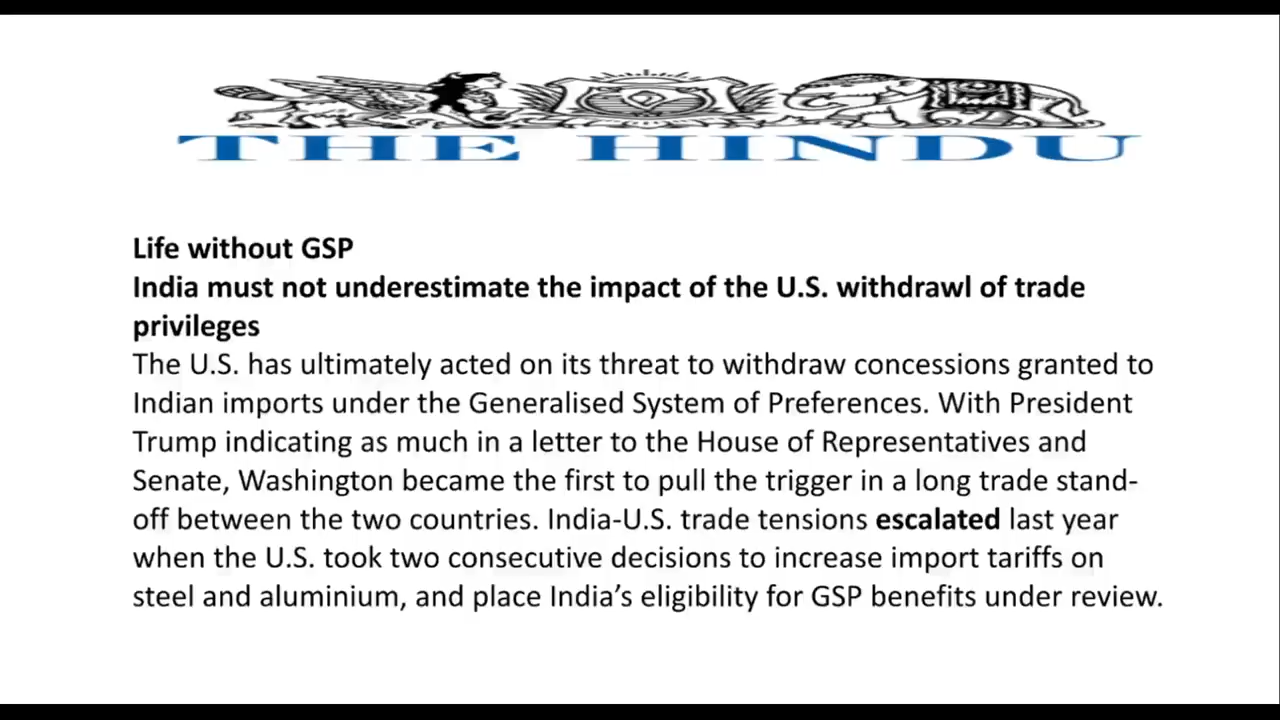 THE HINDU
Life without GSP
India must not underestimate the impact of the U.S. withdrawl of trade
privileges
The U.S. has ultimately acted on its threat to withdraw concessions granted to
Indian imports under the Generalised System of Preferences. With President
Trump indicating as much in a letter to the House of Representatives and
Senate, Washington became the first to pull the trigger in a long trade stand-
off between the two countries. India-U.S. trade tensions escalated last year
when the U.S. took two consecutive decisions to increase import tariffs on
steel and aluminium, and place India’s eligibility for GSP benefits under review.